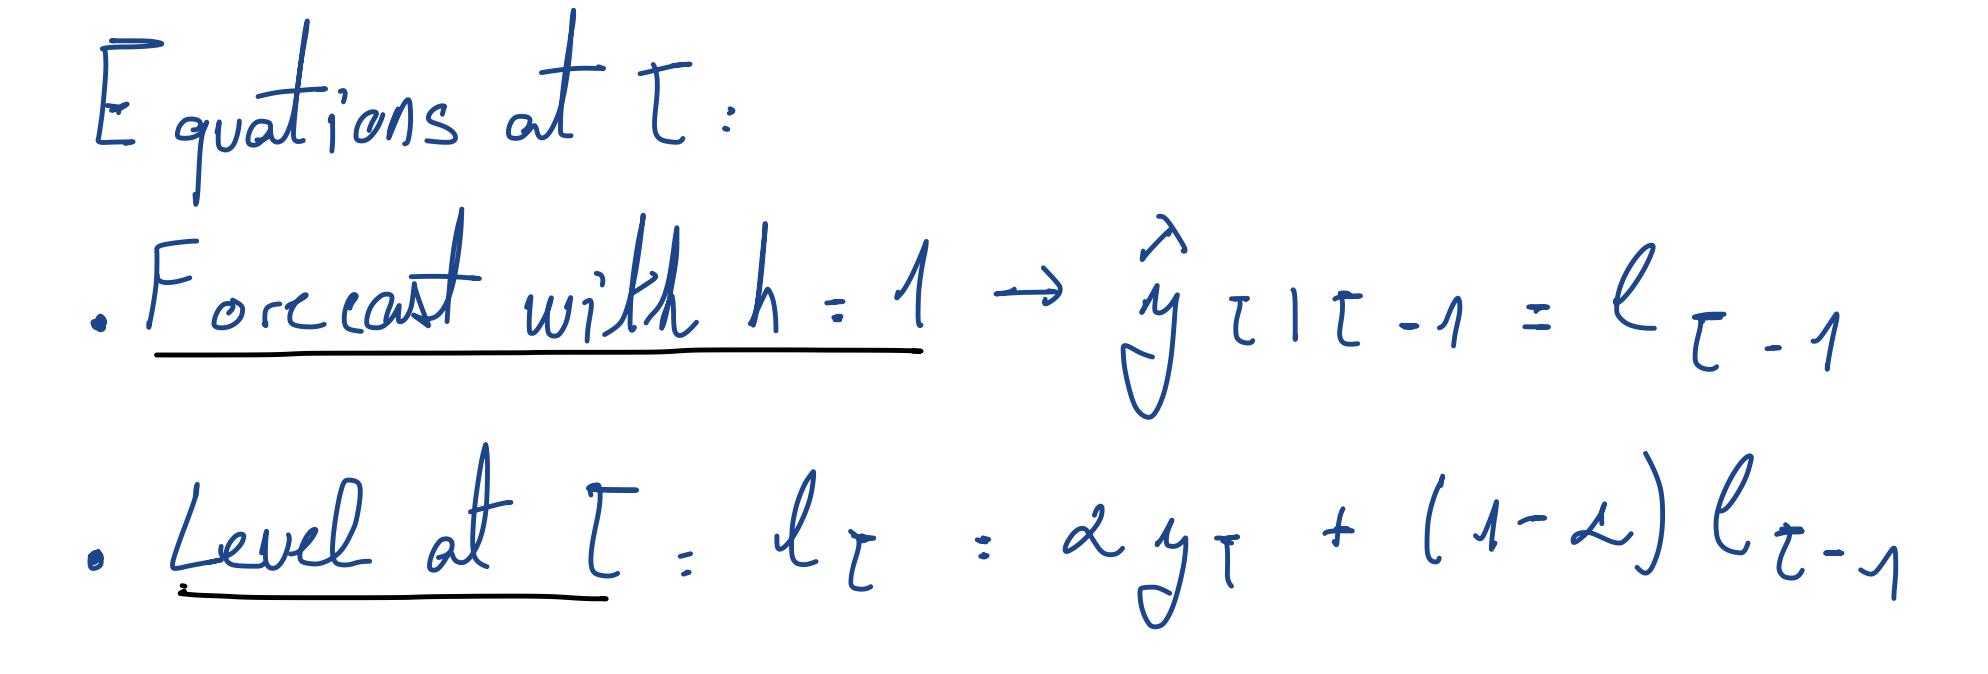 Equations at τ:
. Forecast with h = 1 → ŷ τ|τ-1 = l τ-1
. Level at τ = l τ = α y τ + (1-α) l τ-1